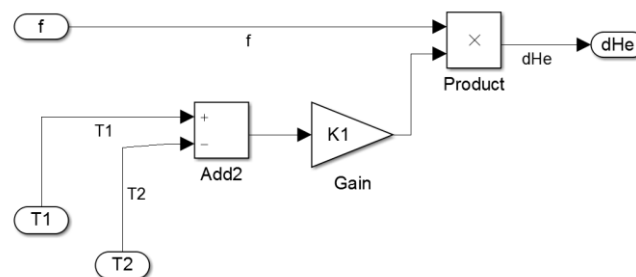 f
f
×
dHe
dHe
Product
T1
+
−
Add2
K1
Gain
T2
T1
T2